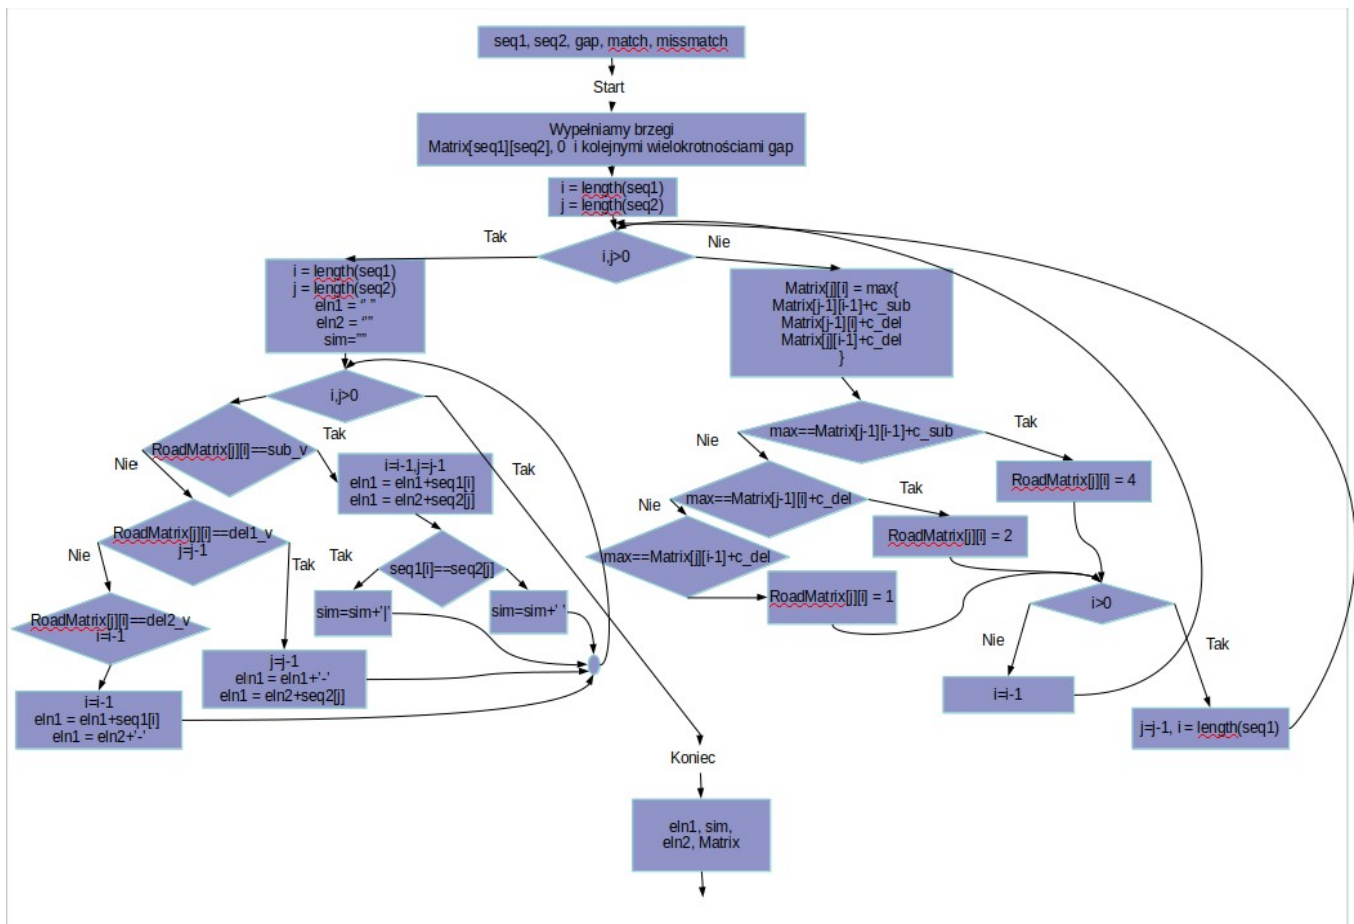 seq1, seq2, gap, match, missmatch
Start
Wypełniamy brzegi
Matrix[seq1][seq2], 0  i kolejnymi wielokrotnościami gap
i = length(seq1)
j = length(seq2)
i,j>0
Tak
Nie
i = length(seq1)
j = length(seq2)
eln1 = “ ”
eln2 = “”
sim=””
Matrix[j][i] = max{
Matrix[j-1][i-1]+c_sub
Matrix[j-1][i]+c_del
Matrix[j][i-1]+c_del
}
i,j>0
RoadMatrix[j][i]==sub_v
Tak
Nie
i=i-1,j=j-1
eln1 = eln1+seq1[i]
eln1 = eln2+seq2[j]
Tak
RoadMatrix[j][i]==del1_v
j=j-1
Nie
Tak
Tak
seq1[i]==seq2[j]
sim=sim+'|'
sim=sim+' '
RoadMatrix[j][i]==del2_v
i=i-1
j=j-1
eln1 = eln1+'-'
eln1 = eln2+seq2[j]
i=i-1
eln1 = eln1+seq1[i]
eln1 = eln2+'-'
max==Matrix[j-1][i-1]+c_sub
Tak
Nie
RoadMatrix[j][i] = 4
max==Matrix[j-1][i]+c_del
Tak
Nie
RoadMatrix[j][i] = 2
max==Matrix[j][i-1]+c_del
RoadMatrix[j][i] = 1
i>0
Nie
Tak
i=i-1
j=j-1, i = length(seq1)
Koniec
eln1, sim,
eln2, Matrix